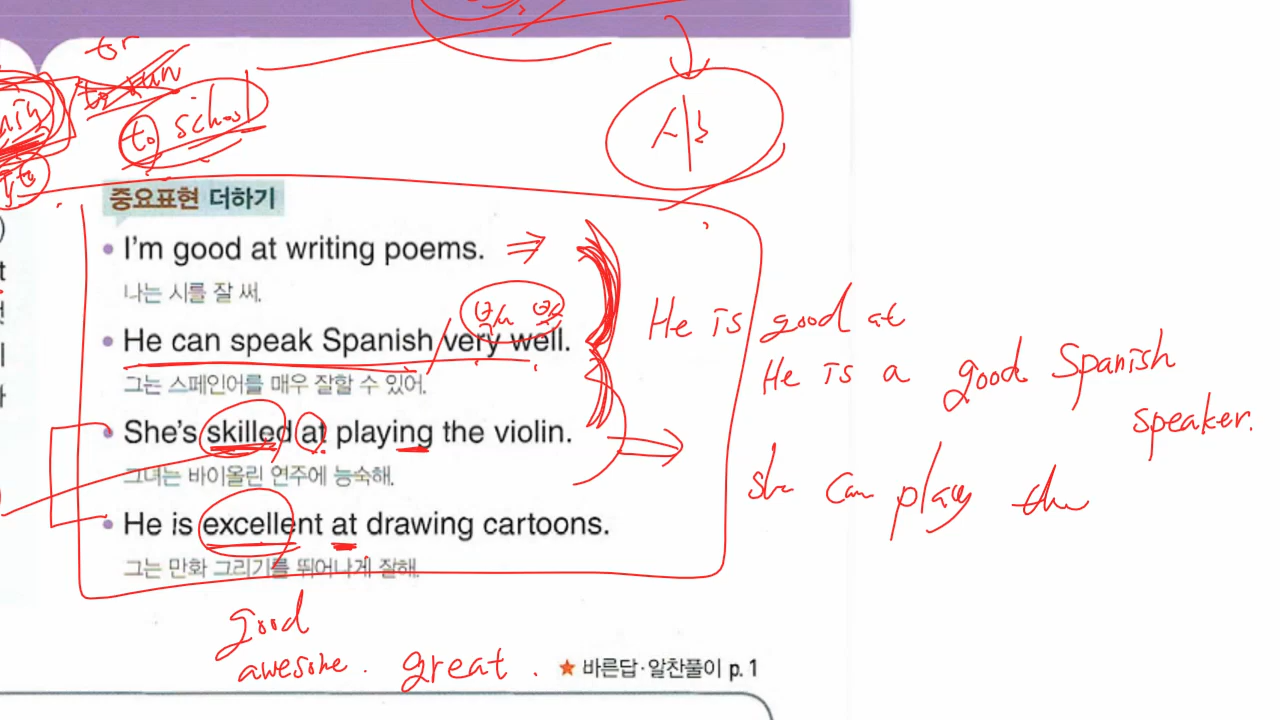 to
to run
to school
A B
중요표현 더하기
I'm good at writing poems.
나는 시를 잘 써.
He can speak Spanish very well.
그는 스페인어를 매우 잘할 수 있어.
She's skilled at playing the violin.
그녀는 바이올린 연주에 능숙해.
He is excellent at drawing cartoons.
그는 만화 그리기를 뛰어나게 잘해.
He is good at
He is a good Spanish
speaker.
she can play the
good
awesome. great.
★ 바른답·알찬풀이 p. 1